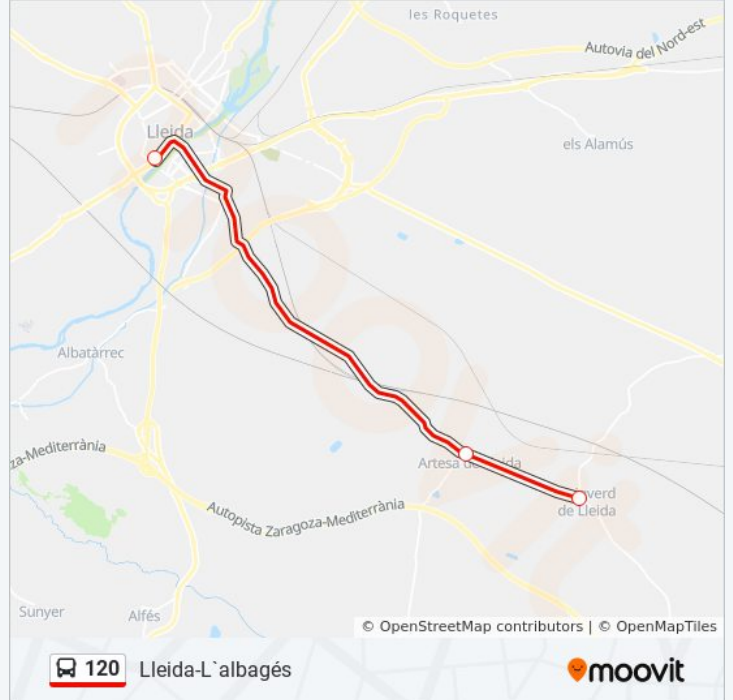 les Roquetes
Autovia del Nord-est
Lleida
els Alamús
Albatàrrec
za-Mediterrània
Artesa de Lleida
verd
de Lleida
Autopista Zaragoza-Mediterrània
Sunyer
Alfés
© OpenStreetMap contributors | © OpenMapTiles
120 Lleida-L`albagés
moovit